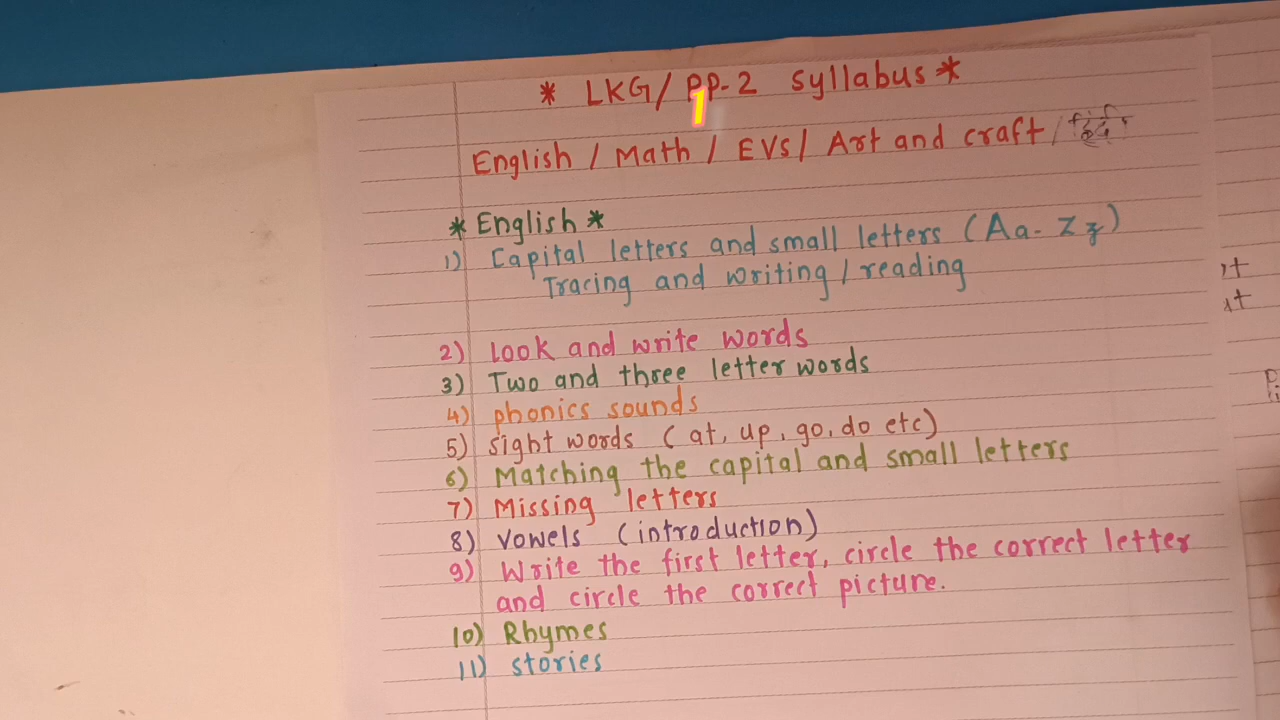 * LKG/ PP-2 syllabus *
1
English / Math / EVS/ Art and craft /
* English *
1) Capital letters and small letters (Aa- Zz)
Tracing and writing / reading
2) Look and write words
3) Two and three letter words
4) phonics sounds
5) sight words ( at, up, go, do etc)
6) Matching the capital and small letters
7) Missing letters
8) Vowels (introduction)
9) Write the first letter, circle the correct letter
and circle the correct picture.
10) Rhymes
11) stories